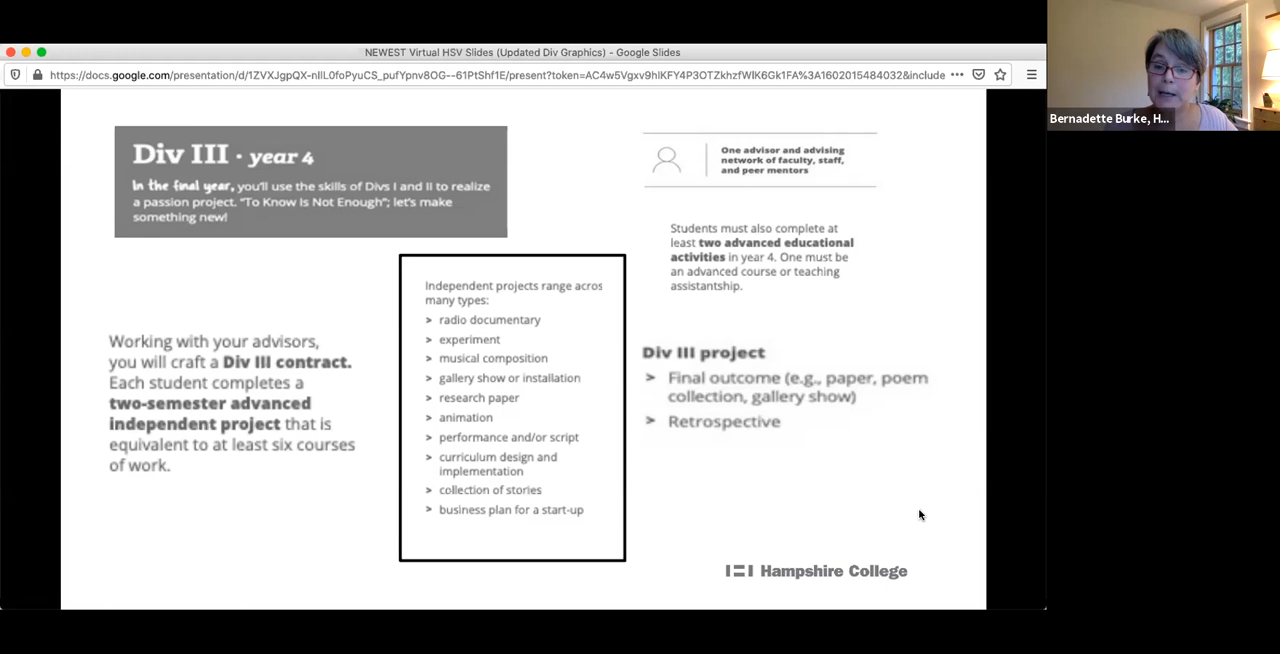 NEWEST Virtual HSV Slides (Updated Div Graphics) - Google Slides
https://docs.google.com/presentation/d/1ZVXJgpQX-nIlL0foPyuCS_pufYpnv8OG--61PtShf1E/present?token=AC4w5Vgxv9hlKFY4P3OTZkhzfWlK6Gk1FA%3A1602015484032&include
Bernadette Burke, H...
Div III · year 4
In the final year, you'll use the skills of Divs I and II to realize
a passion project. "To Know Is Not Enough"; let's make
something new!
One advisor and advising
network of faculty, staff,
and peer mentors
Students must also complete at
least two advanced educational
activities in year 4. One must be
an advanced course or teaching
assistantship.
Working with your advisors,
you will craft a Div III contract.
Each student completes a
two-semester advanced
independent project that is
equivalent to at least six courses
of work.
Independent projects range acros
many types:
> radio documentary
> experiment
> musical composition
> gallery show or installation
> research paper
> animation
> performance and/or script
> curriculum design and
implementation
> collection of stories
> business plan for a start-up
Div III project
> Final outcome (e.g., paper, poem
collection, gallery show)
> Retrospective
Hampshire College